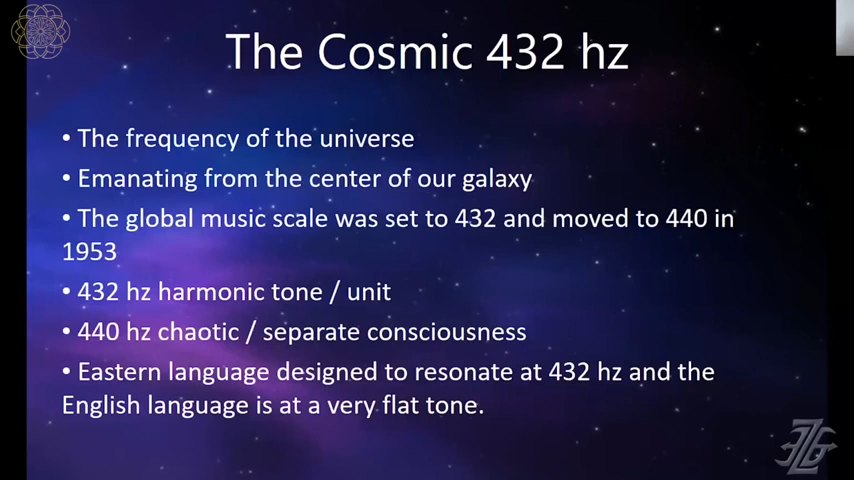 The Cosmic 432 hz
• The frequency of the universe
• Emanating from the center of our galaxy
• The global music scale was set to 432 and moved to 440 in
1953
• 432 hz harmonic tone / unit
• 440 hz chaotic / separate consciousness
• Eastern language designed to resonate at 432 hz and the
English language is at a very flat tone.